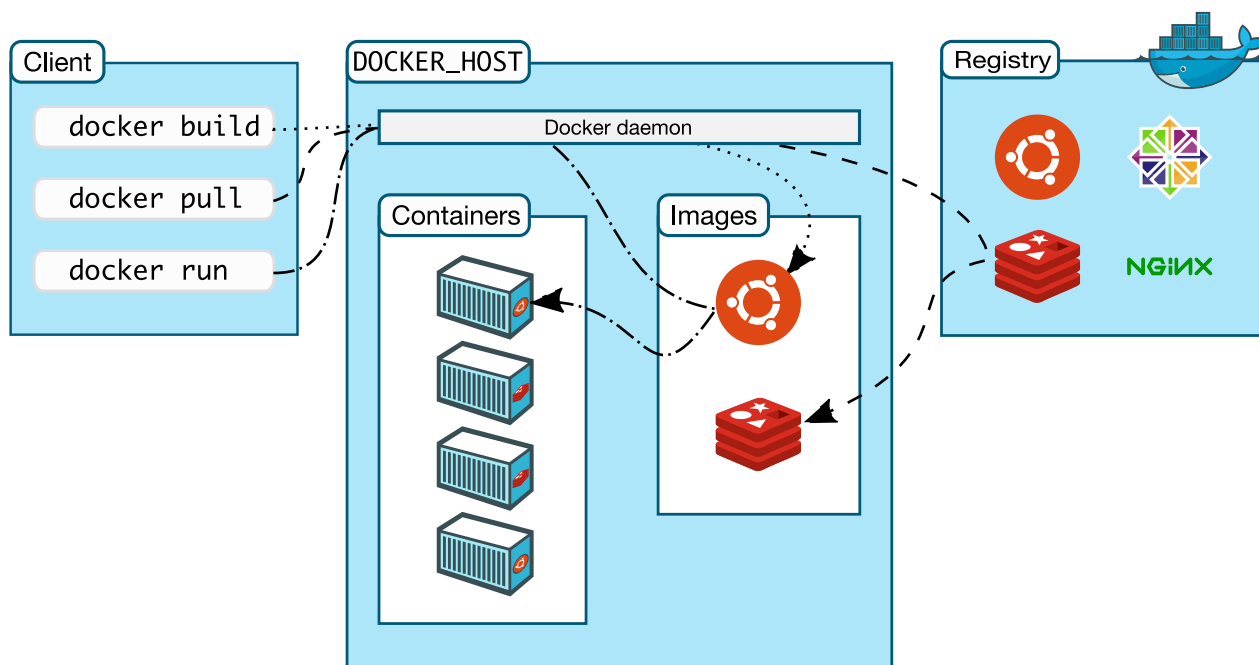 Client
docker build
docker pull
docker run
DOCKER_HOST
Docker daemon
Containers
Images
Registry
NGiNX